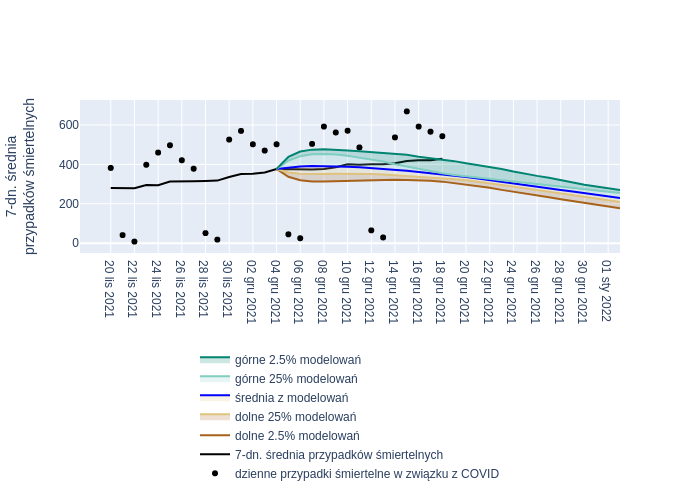 7-dn. średnia
przypadków śmiertelnych
600
400
200
0
20 lis 2021
22 lis 2021
24 lis 2021
26 lis 2021
28 lis 2021
30 lis 2021
02 gru 2021
04 gru 2021
06 gru 2021
08 gru 2021
10 gru 2021
12 gru 2021
14 gru 2021
16 gru 2021
18 gru 2021
20 gru 2021
22 gru 2021
24 gru 2021
26 gru 2021
28 gru 2021
30 gru 2021
01 sty 2022
górne 2.5% modelowań
górne 25% modelowań
średnia z modelowań
dolne 25% modelowań
dolne 2.5% modelowań
7-dn. średnia przypadków śmiertelnych
dzienne przypadki śmiertelne w związku z COVID